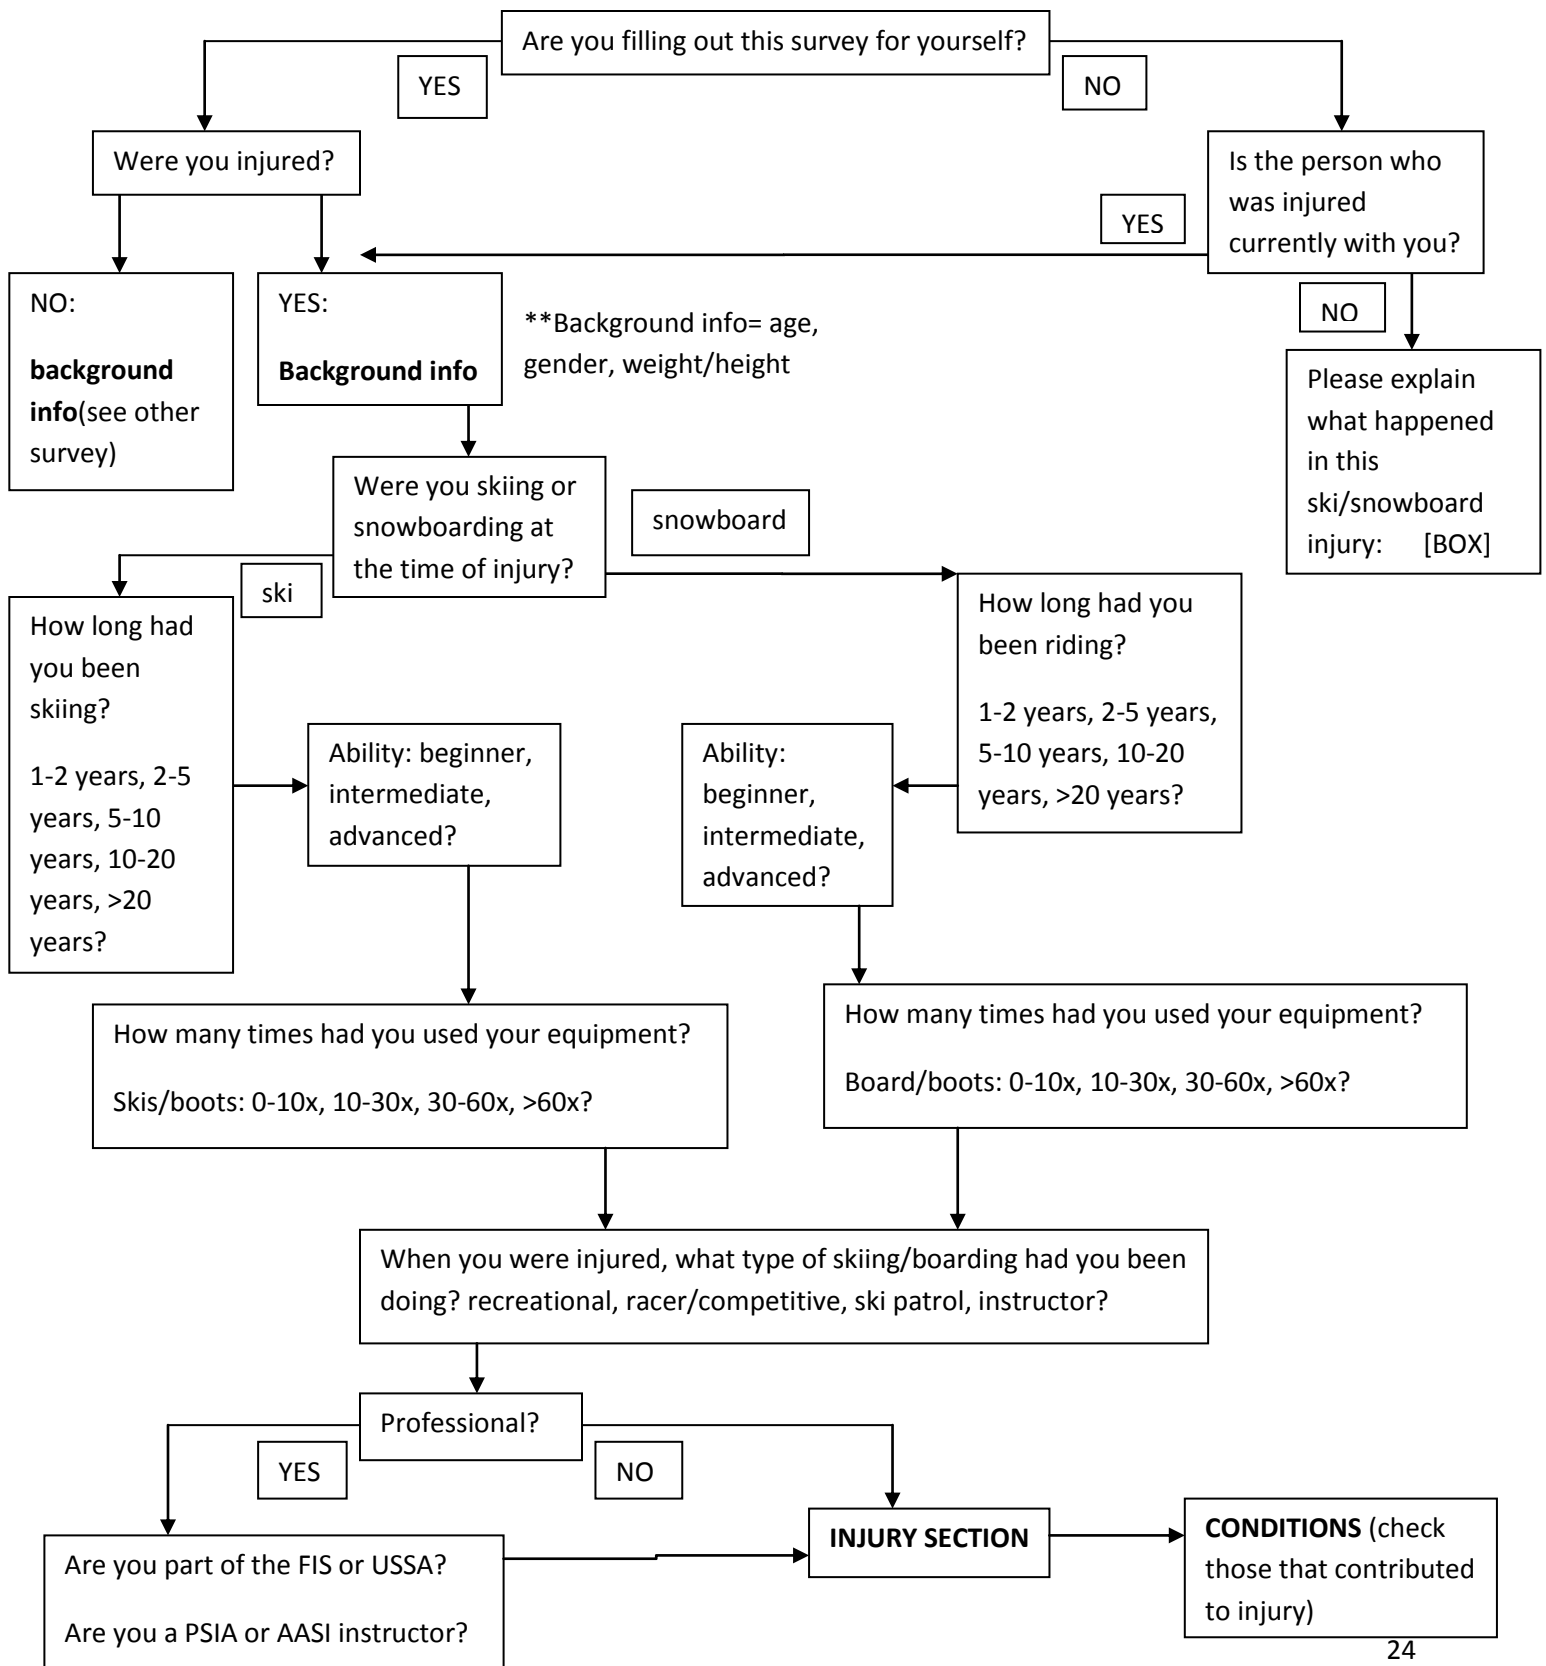 Are you filling out this survey for yourself?
YES
NO
Were you injured?
Is the person who
was injured
currently with you?
YES
NO:
background
info(see other
survey)
YES:
Background info
**Background info= age,
gender, weight/height
NO
Please explain
what happened
in this
ski/snowboard
injury: [BOX]
Were you skiing or
snowboarding at
the time of injury?
snowboard
ski
How long had
you been
skiing?
1-2 years, 2-5
years, 5-10
years, 10-20
years, >20
years?
How long had you
been riding?
1-2 years, 2-5 years,
5-10 years, 10-20
years, >20 years?
Ability: beginner,
intermediate,
advanced?
Ability:
beginner,
intermediate,
advanced?
How many times had you used your equipment?
Skis/boots: 0-10x, 10-30x, 30-60x, >60x?
How many times had you used your equipment?
Board/boots: 0-10x, 10-30x, 30-60x, >60x?
When you were injured, what type of skiing/boarding had you been
doing? recreational, racer/competitive, ski patrol, instructor?
Professional?
YES
NO
Are you part of the FIS or USSA?
Are you a PSIA or AASI instructor?
INJURY SECTION
CONDITIONS (check
those that contributed
to injury)
24